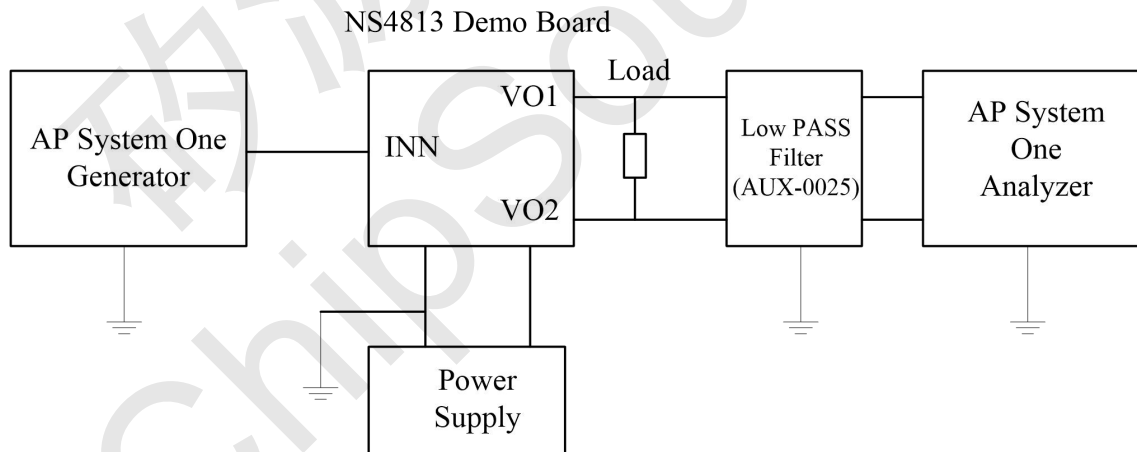 NS4813 Demo Board
AP System One
Generator
INN
VO1
VO2
Load
Low PASS
Filter
(AUX-0025)
AP System
One
Analyzer
Power
Supply